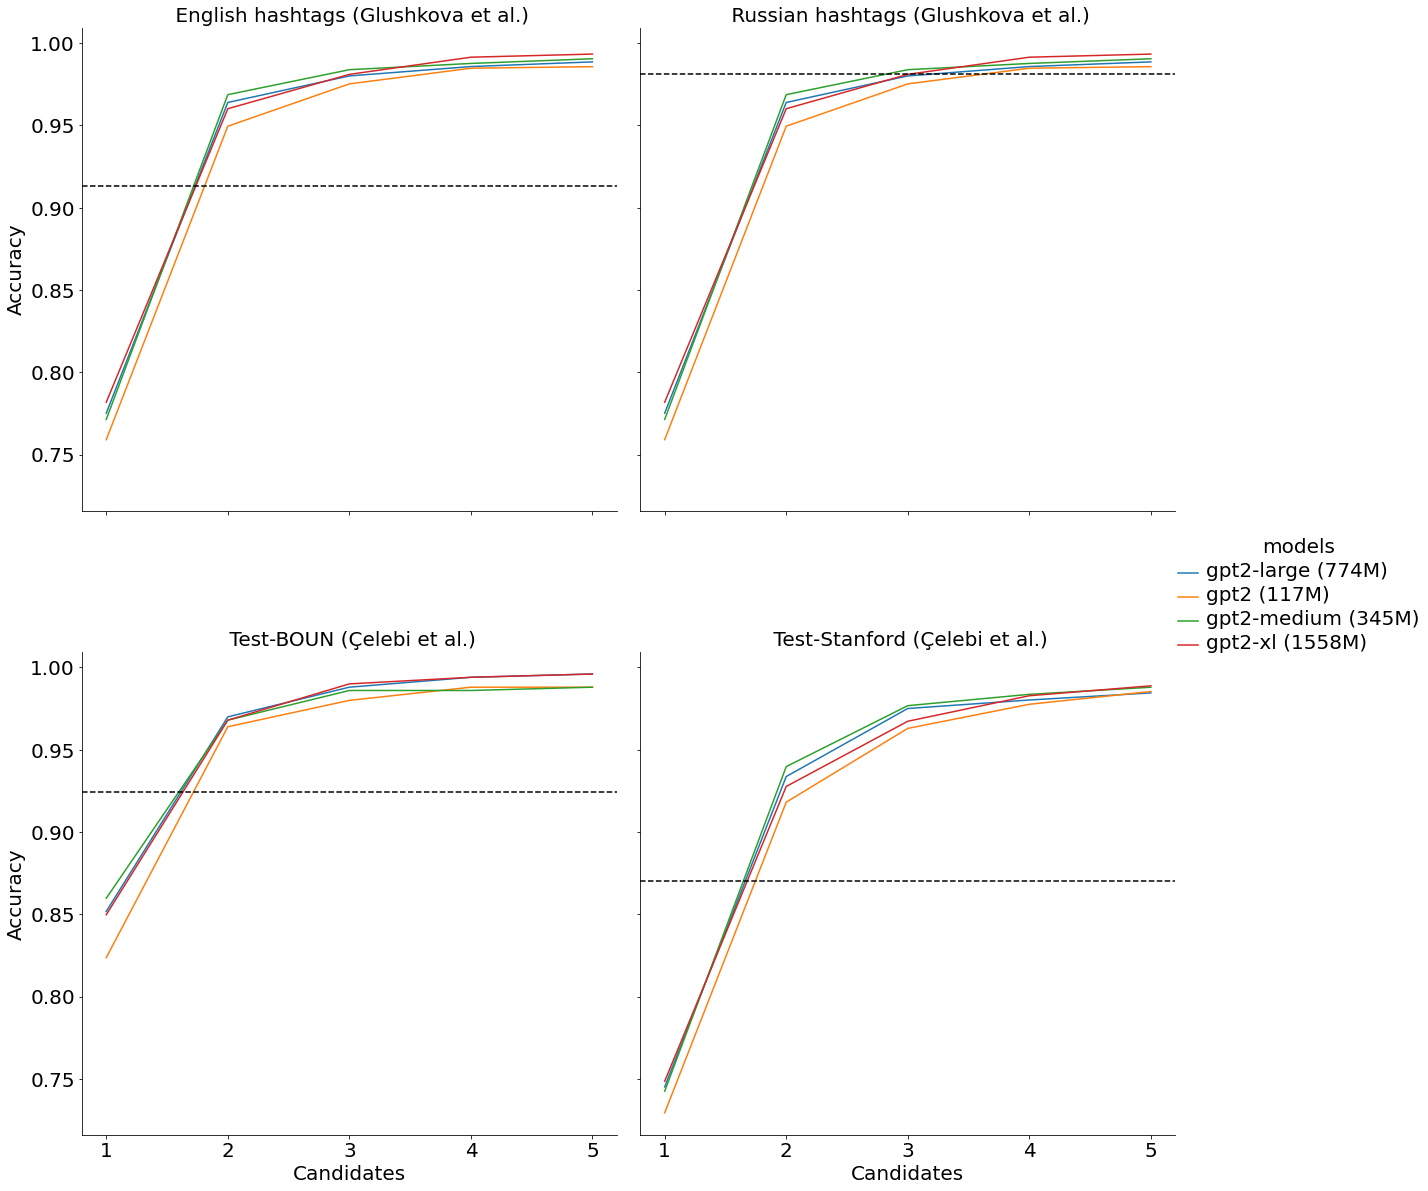 English hashtags (Glushkova et al.)
Russian hashtags (Glushkova et al.)
1.00
0.95
0.90
0.85
0.80
0.75
Accuracy
models
gpt2-large (774M)
gpt2 (117M)
gpt2-medium (345M)
gpt2-xl (1558M)
Test-BOUN (Çelebi et al.)
Test-Stanford (Çelebi et al.)
1.00
0.95
0.90
0.85
0.80
0.75
Accuracy
1 2 3 4 5
Candidates
1 2 3 4 5
Candidates